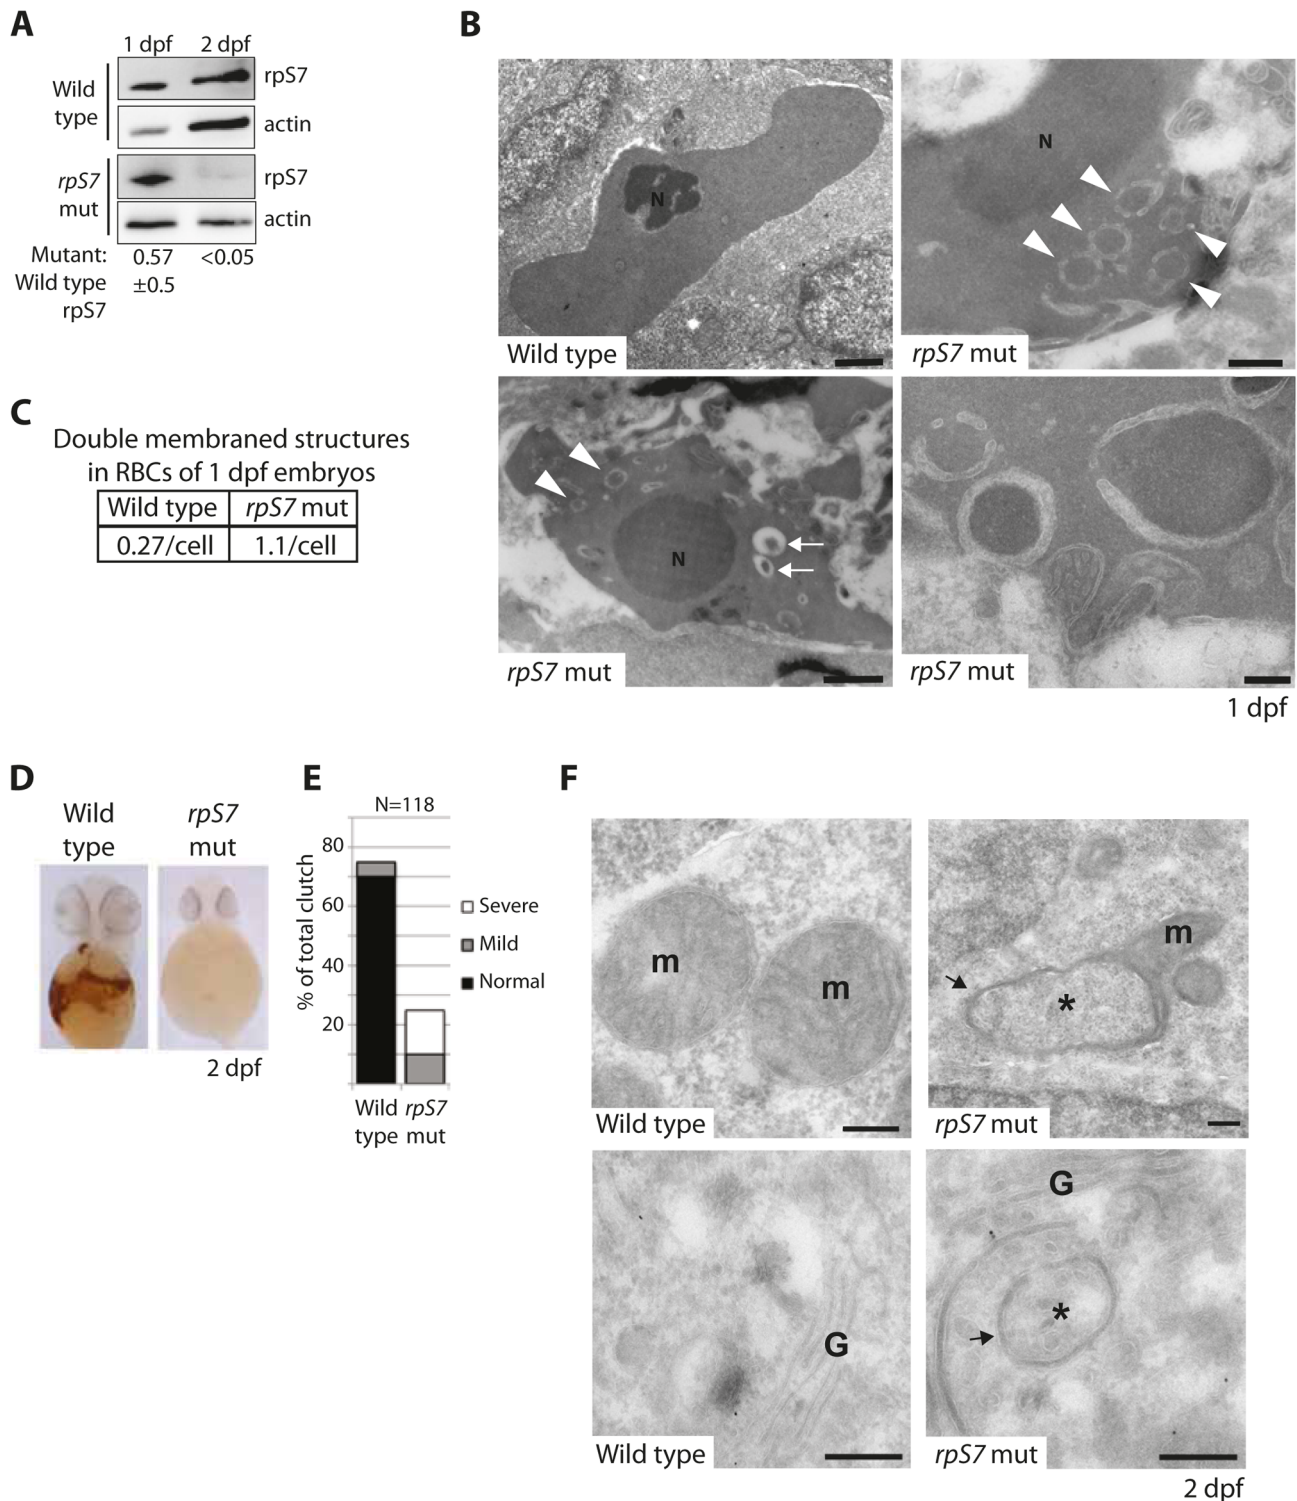 A
1 dpf 2 dpf
Wild
type
rpS7
actin
rpS7
mut
rpS7
actin
Mutant: 0.57 <0.05
Wild type ±0.5
rpS7
B
N
Wild type
N
rpS7 mut
N
rpS7 mut
rpS7 mut
1 dpf
C
Double membraned structures
in RBCs of 1 dpf embryos
Wild type rpS7 mut
0.27/cell 1.1/cell
D
Wild
type
rpS7
mut
2 dpf
E
N=118
% of total clutch
80
60
40
20
Severe
Mild
Normal
Wild rpS7
type mut
F
m
m
Wild type
m
*
rpS7 mut
G
Wild type
G
*
rpS7 mut
2 dpf